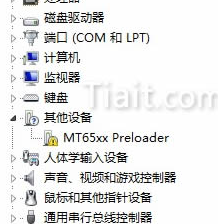 磁盘驱动器
端口 (COM 和 LPT)
计算机
监视器
键盘
Tiait.com
其他设备
MT65xx Preloader
人体学输入设备
声音、视频和游戏控制器
鼠标和其他指针设备
通用串行总线控制器